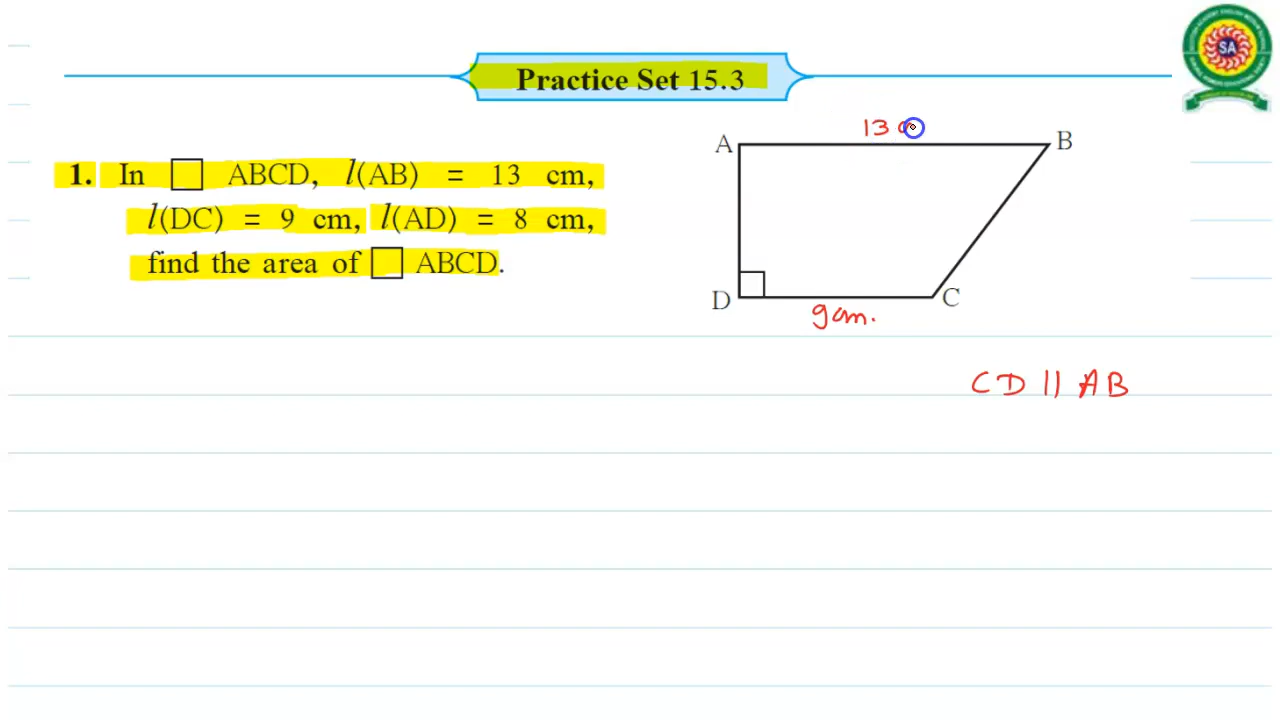 Practice Set 15.3
SA
1. In □ ABCD, l(AB) = 13 cm,
l(DC) = 9 cm, l(AD) = 8 cm,
find the area of □ ABCD.
13 c
A
B
D
C
9cm.
CD || AB